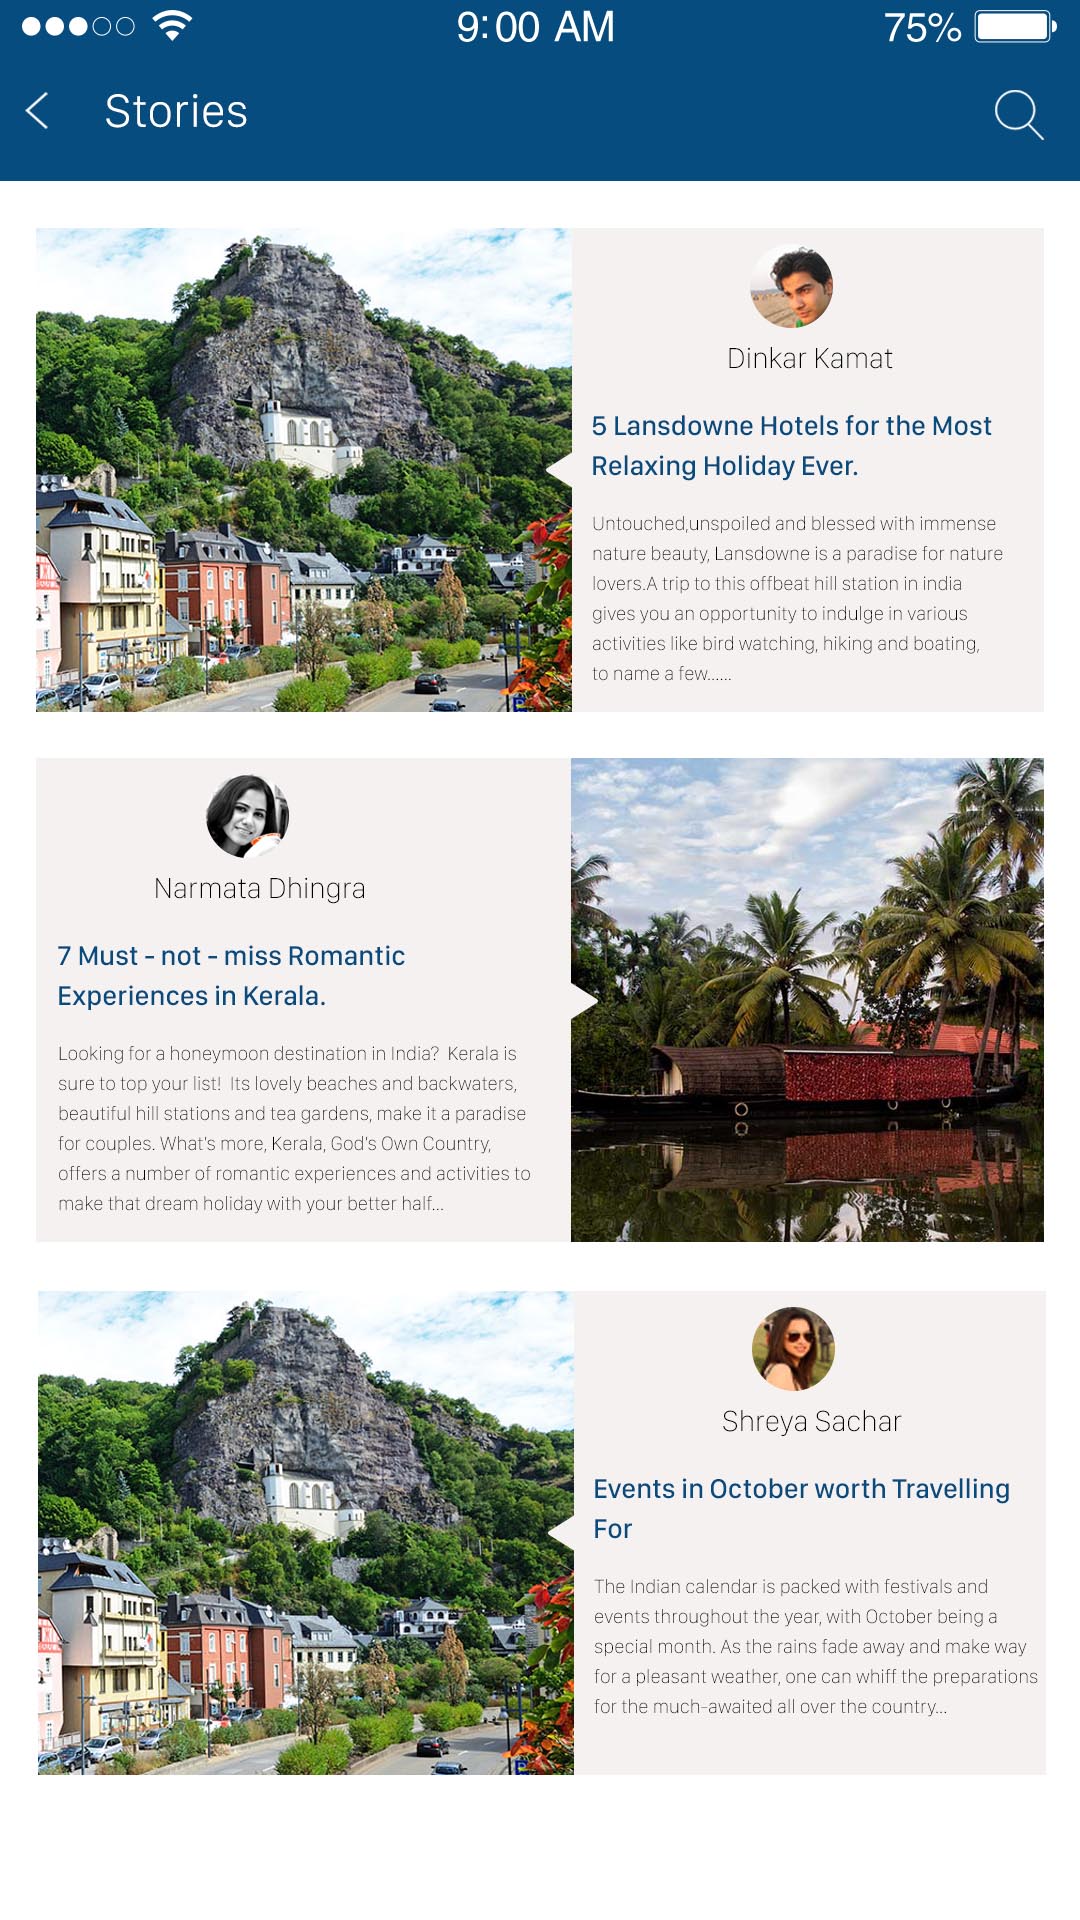 9:00 AM
75%
Stories
Dinkar Kamat
5 Lansdowne Hotels for the Most
Relaxing Holiday Ever.
Untouched,unspoiled and blessed with immense
nature beauty, Lansdowne is a paradise for nature
lovers.A trip to this offbeat hill station in india
gives you an opportunity to indulge in various
activities like bird watching, hiking and boating,
to name a few......
Narmata Dhingra
7 Must - not - miss Romantic
Experiences in Kerala.
Looking for a honeymoon destination in India?  Kerala is
sure to top your list!  Its lovely beaches and backwaters,
beautiful hill stations and tea gardens, make it a paradise
for couples. What's more, Kerala, God's Own Country,
offers a number of romantic experiences and activities to
make that dream holiday with your better half...
Shreya Sachar
Events in October worth Travelling
For
The Indian calendar is packed with festivals and
events throughout the year, with October being a
special month. As the rains fade away and make way
for a pleasant weather, one can whiff the preparations
for the much-awaited all over the country...